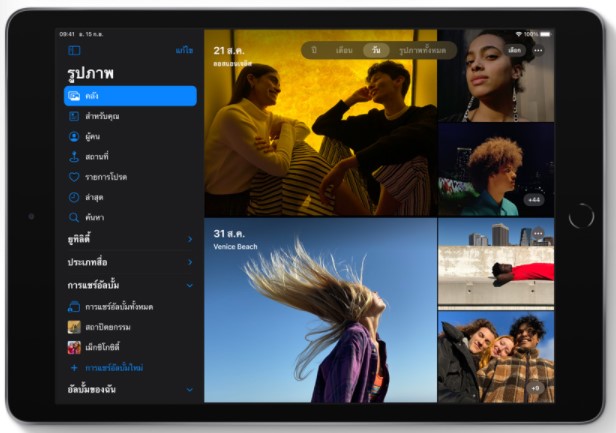 09:41 อ. 15 ก.ย.
100%
แก้ไข
รูปภาพ
คลัง
สำหรับคุณ
ผู้คน
สถานที่
รายการโปรด
ล่าสุด
ค้นหา
ยูทิลิตี้
ประเภทสื่อ
การแชร์อัลบั้ม
การแชร์อัลบั้มทั้งหมด
สถาปัตยกรรม
เม็กซิโกซิตี้
+ การแชร์อัลบั้มใหม่
อัลบั้มของฉัน
21 ส.ค.
ลอสแอนเจลิส
ปี เดือน วัน รูปภาพทั้งหมด
เลือก
+44
31 ส.ค.
Venice Beach